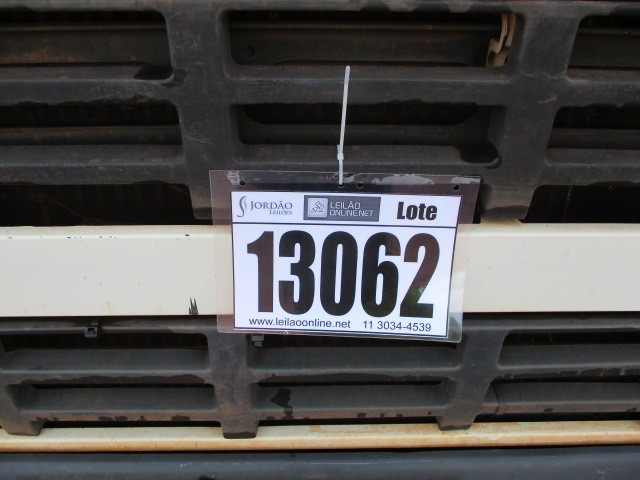 JORDÃO LEILÕES LEILÃO ONLINE.NET Lote
13062
www.leilaoonline.net 11 3034-4539